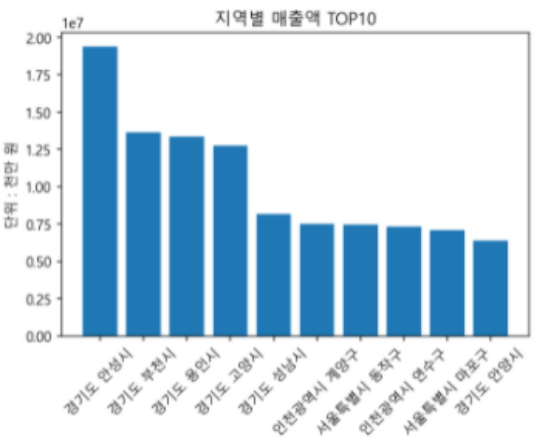 지역별 매출액 TOP10
1e7
단위 : 천만 원
2.00
1.75
1.50
1.25
1.00
0.75
0.50
0.25
0.00
경기도 안성시
경기도 부천시
경기도 용인시
경기도 고양시
경기도 성남시
인천광역시 계양구
서울특별시 동작구
인천광역시 연수구
서울특별시 마포구
경기도 안양시